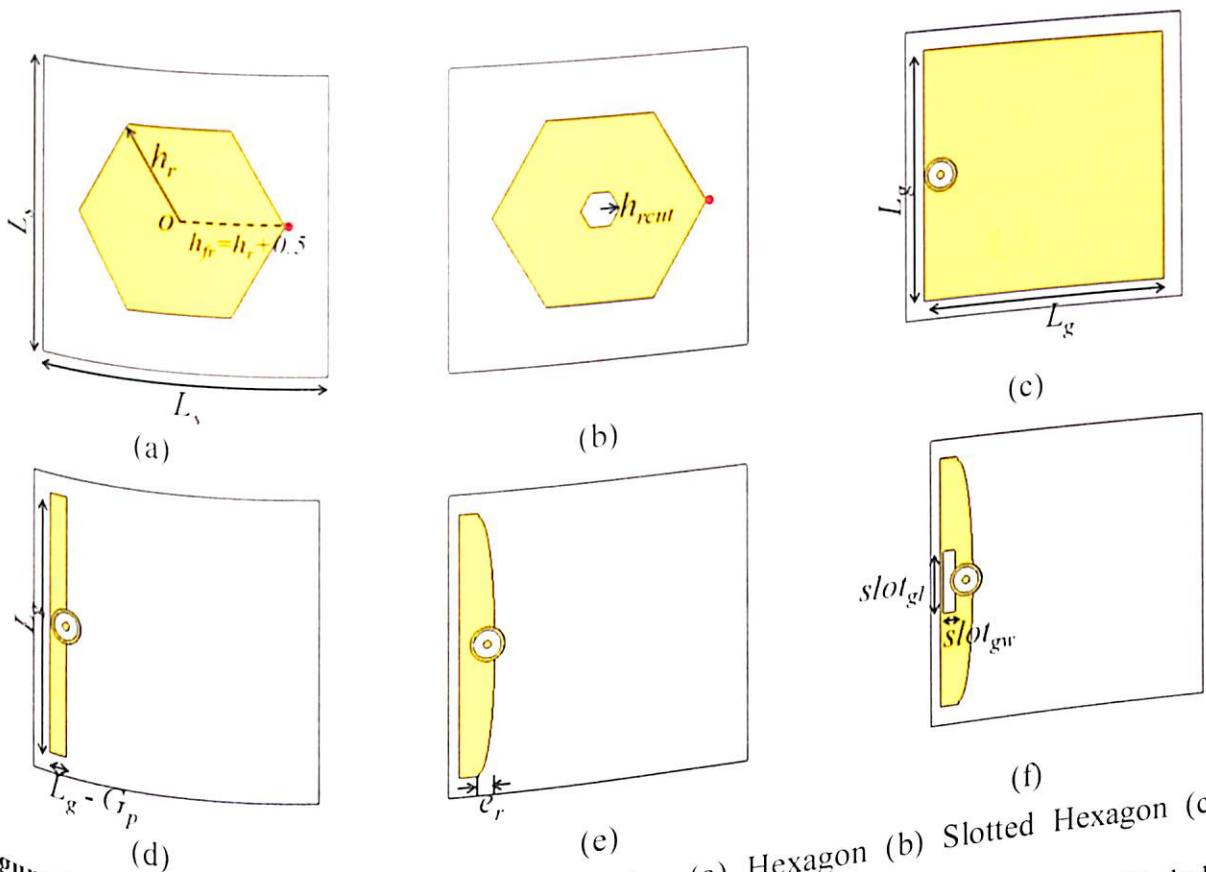 L_s
h_r
o
h_fr=h_r+0.5
L_s
(a)
h_rcut
(b)
L_g
L_g
(c)
L_g
L_g - G_p
(d)
e_r
(e)
slot_gl
slot_gw
(f)
(a) Hexagon (b) Slotted Hexagon (c